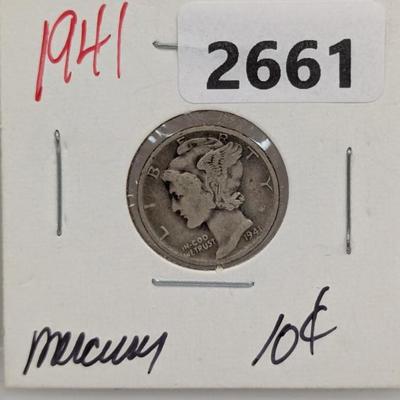 1941
2661
LIBERTY
IN GOD
WE TRUST
1941
Mercury
10¢